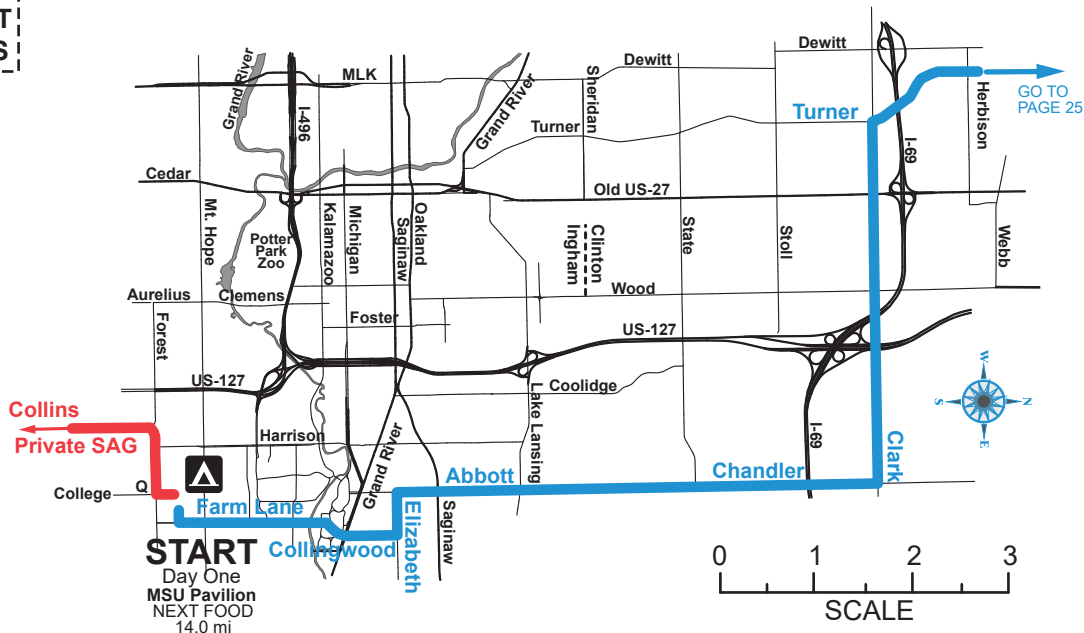 T
S
Grand River
I-496
MLK
Grand River
Sheridan
Dewitt
Dewitt
Turner
Turner
I-69
Herbison
GO TO
PAGE 25
Cedar
Mt. Hope
Potter
Park
Zoo
Kalamazoo
Michigan
Saginaw
Oakland
Old US-27
Clinton
Ingham
State
Stoll
Webb
Aurelius
Clemens
Wood
Forest
Foster
US-127
US-127
Coolidge
Lake Lansing
W
S
N
E
Collins
Private SAG
Harrison
Grand River
I-69
Clark
College
Q
Abbott
Chandler
Farm Lane
Elizabeth
Saginaw
START
Collingwood
Day One
MSU Pavilion
NEXT FOOD
14.0 mi
0 1 2 3
SCALE